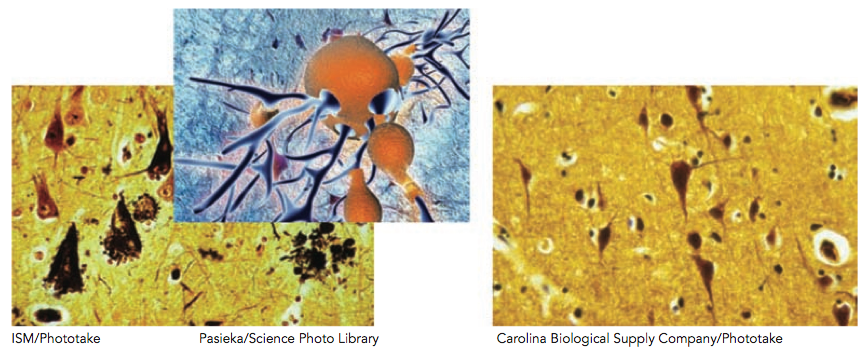 ISM/Phototake
Pasieka/Science Photo Library
Carolina Biological Supply Company/Phototake